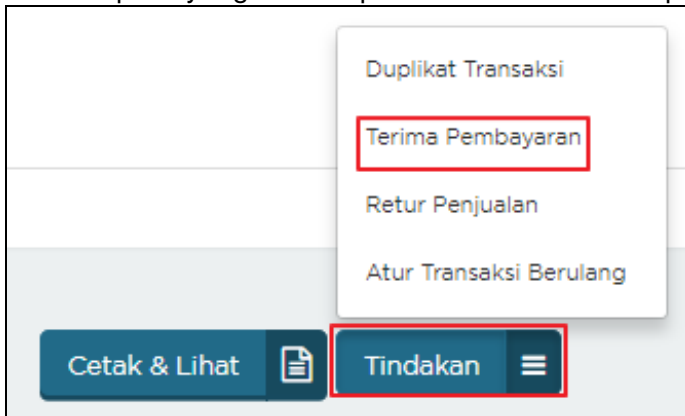 Duplikat Transaksi
Terima Pembayaran
Retur Penjualan
Atur Transaksi Berulang
Cetak & Lihat
Tindakan